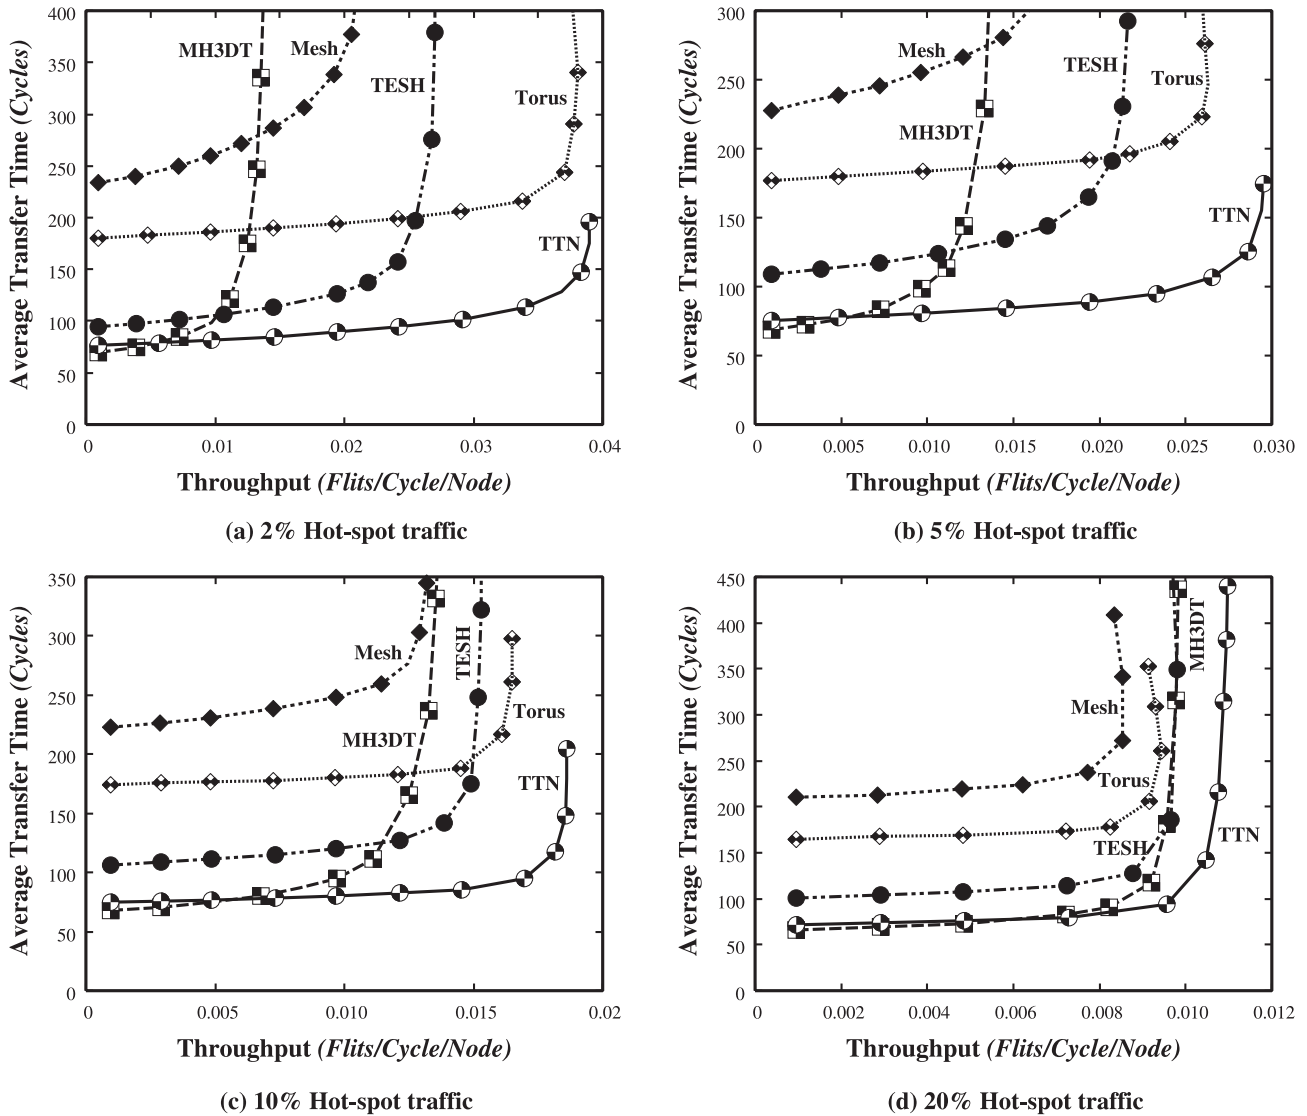 400
350
300
250
200
150
100
50
0
Average Transfer Time (Cycles)
MH3DT
Mesh
TESH
Torus
TTN
0
0.01
0.02
0.03
0.04
Throughput (Flits/Cycle/Node)
(a) 2% Hot-spot traffic
300
250
200
150
100
50
0
Average Transfer Time (Cycles)
Mesh
TESH
Torus
MH3DT
TTN
0
0.005
0.010
0.015
0.020
0.025
0.030
Throughput (Flits/Cycle/Node)
(b) 5% Hot-spot traffic
350
300
250
200
150
100
50
0
Average Transfer Time (Cycles)
Mesh
TESH
MH3DT
Torus
TTN
0
0.005
0.010
0.015
0.02
Throughput (Flits/Cycle/Node)
(c) 10% Hot-spot traffic
450
400
350
300
250
200
150
100
50
0
Average Transfer Time (Cycles)
MH3DT
Mesh
Torus
TESH
TTN
0
0.002
0.004
0.006
0.008
0.010
0.012
Throughput (Flits/Cycle/Node)
(d) 20% Hot-spot traffic